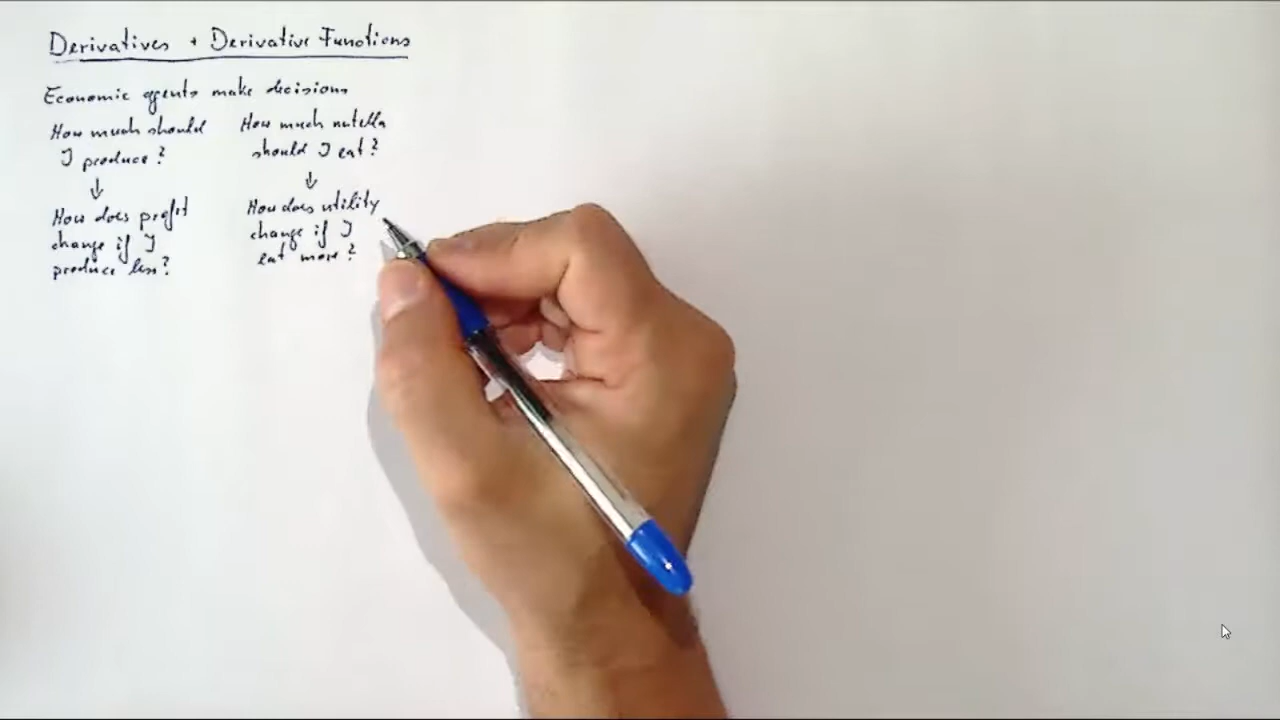 Derivatives + Derivative Functions
Economic agents make decisions
How much should
I produce?
↓
How does profit
change if I
produce less?
How much nutella
should I eat?
↓
How does utility
change if I
eat more?